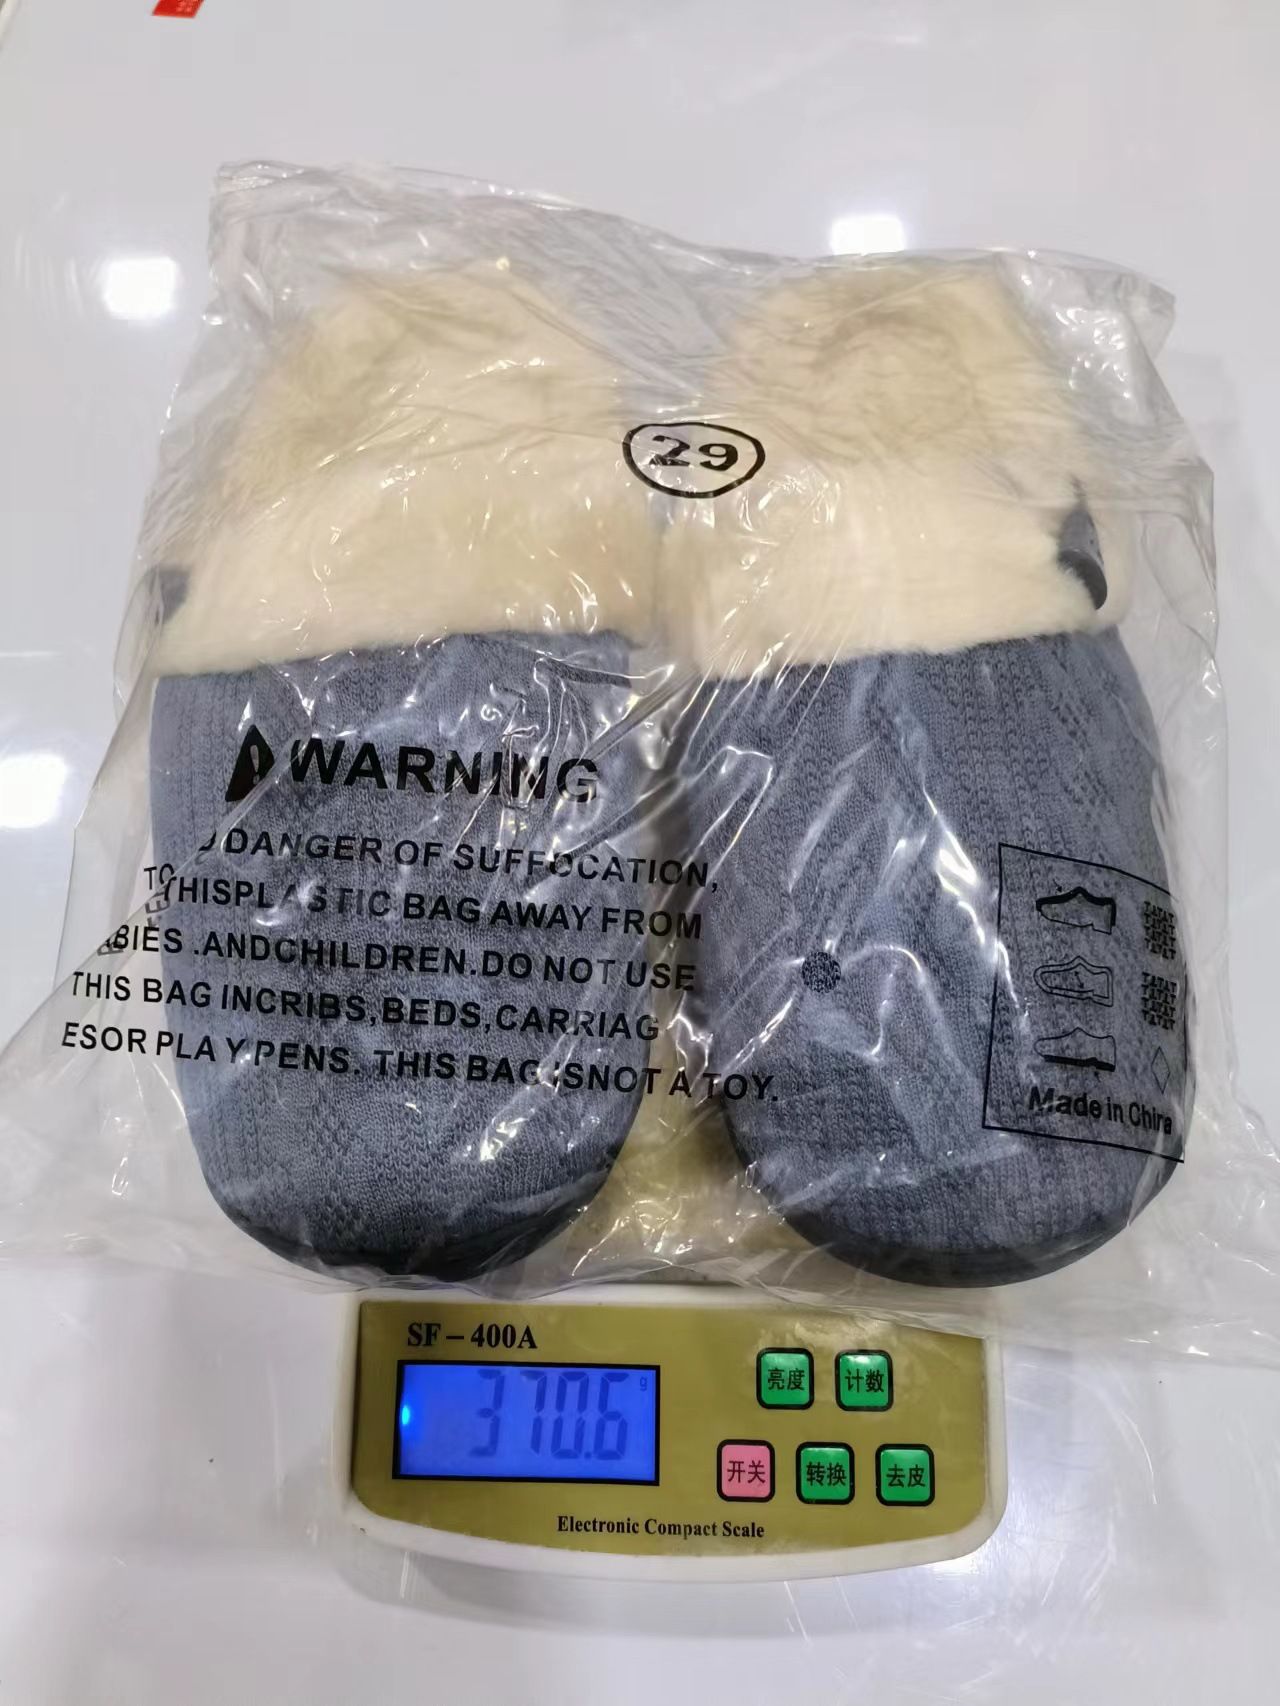 29
WARNING
DANGER OF SUFFOCATION,
THISPLASTIC BAG AWAY FROM
BIES .ANDCHILDREN.DO NOT USE
THIS BAG INCRIBS,BEDS,CARRIAG
ESOR PLAY.PENS. THIS BAG ISNOT A TOY.
Made in China
SF-400A
370.6 g
亮度 计数
开关 转换 去皮
Electronic Compact Scale